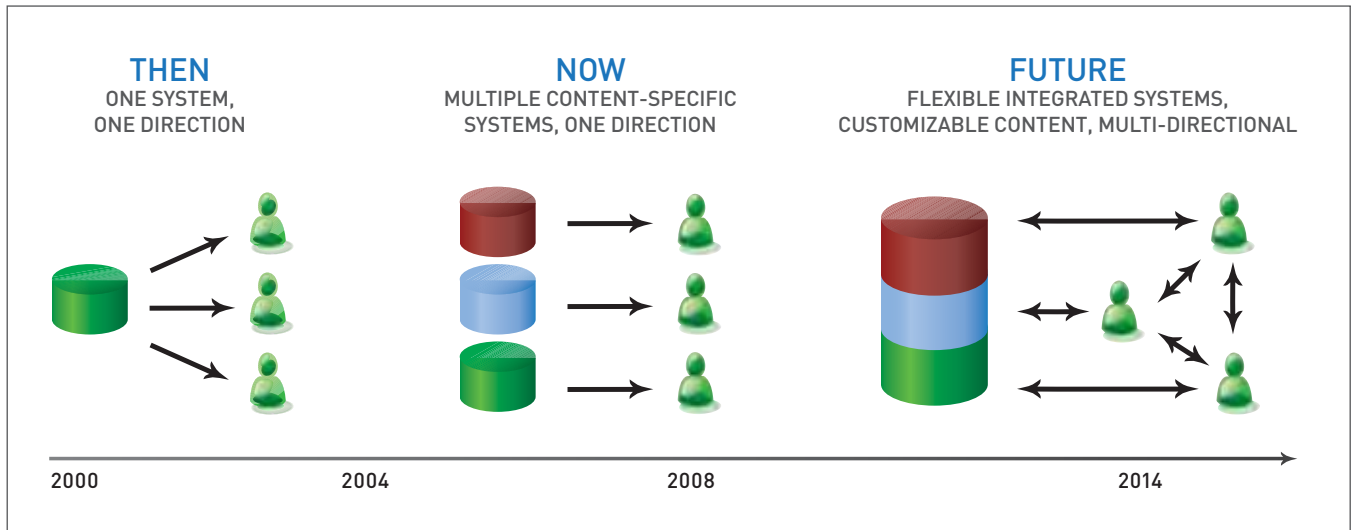 THEN
ONE SYSTEM,
ONE DIRECTION
NOW
MULTIPLE CONTENT-SPECIFIC
SYSTEMS, ONE DIRECTION
FUTURE
FLEXIBLE INTEGRATED SYSTEMS,
CUSTOMIZABLE CONTENT, MULTI-DIRECTIONAL
2000
2004
2008
2014